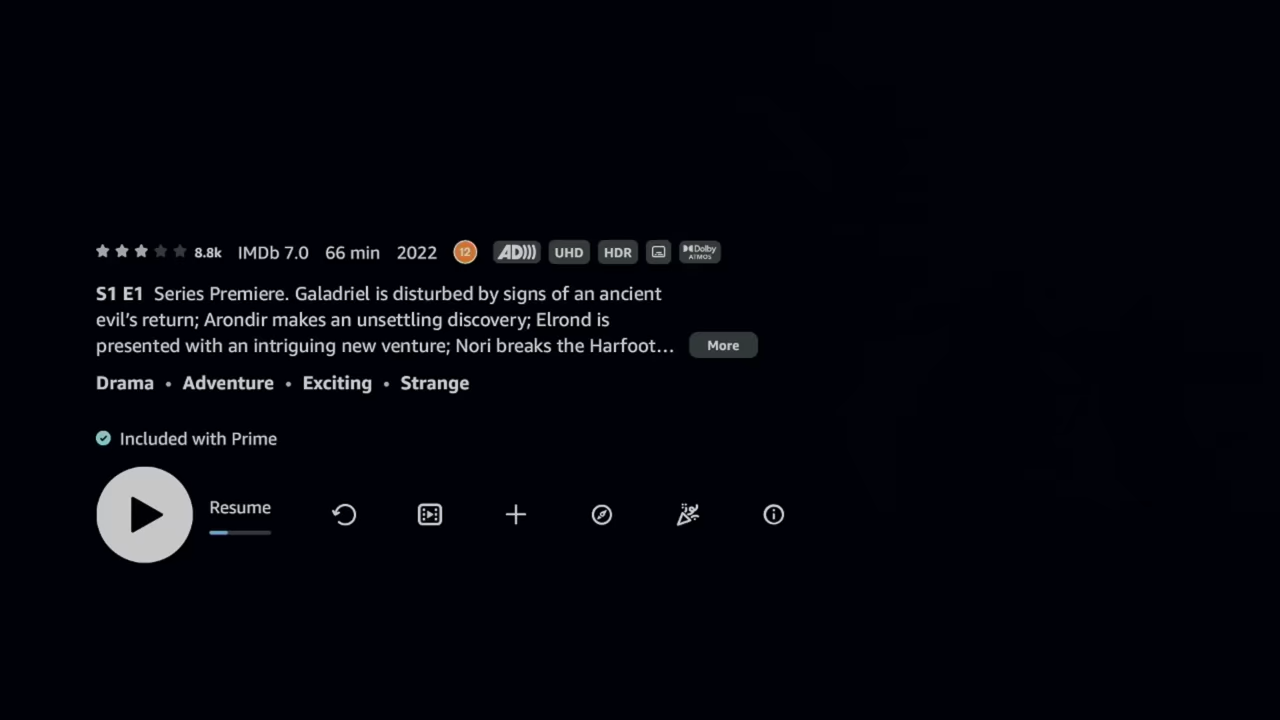 8.8k IMDb 7.0 66 min 2022 12 AD))) UHD HDR Dolby ATMOS
S1 E1 Series Premiere. Galadriel is disturbed by signs of an ancient
evil's return; Arondir makes an unsettling discovery; Elrond is
presented with an intriguing new venture; Nori breaks the Harfoot... More
Drama • Adventure • Exciting • Strange
Included with Prime
Resume